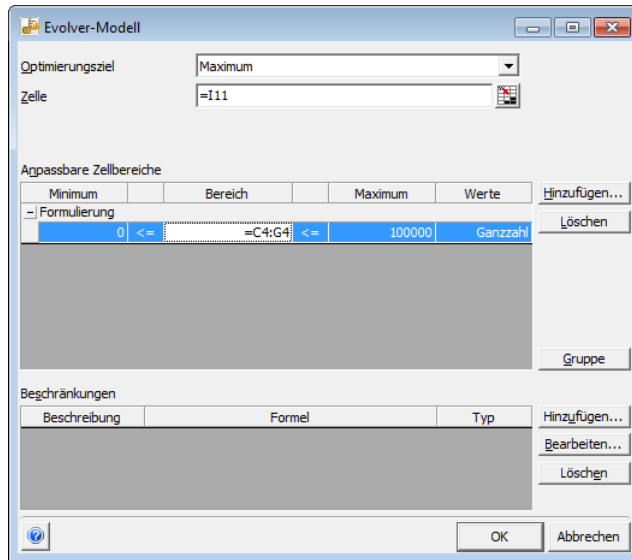 Evolver-Modell
Optimierungsziel Maximum
Zelle =I11
Anpassbare Zellbereiche
Minimum Bereich Maximum Werte Hinzufügen...
Formulierung
0 <= =C4:G4 <= 100000 Ganzzahl Löschen
Gruppe
Beschränkungen
Beschreibung Formel Typ Hinzufügen...
Bearbeiten...
Löschen
OK Abbrechen